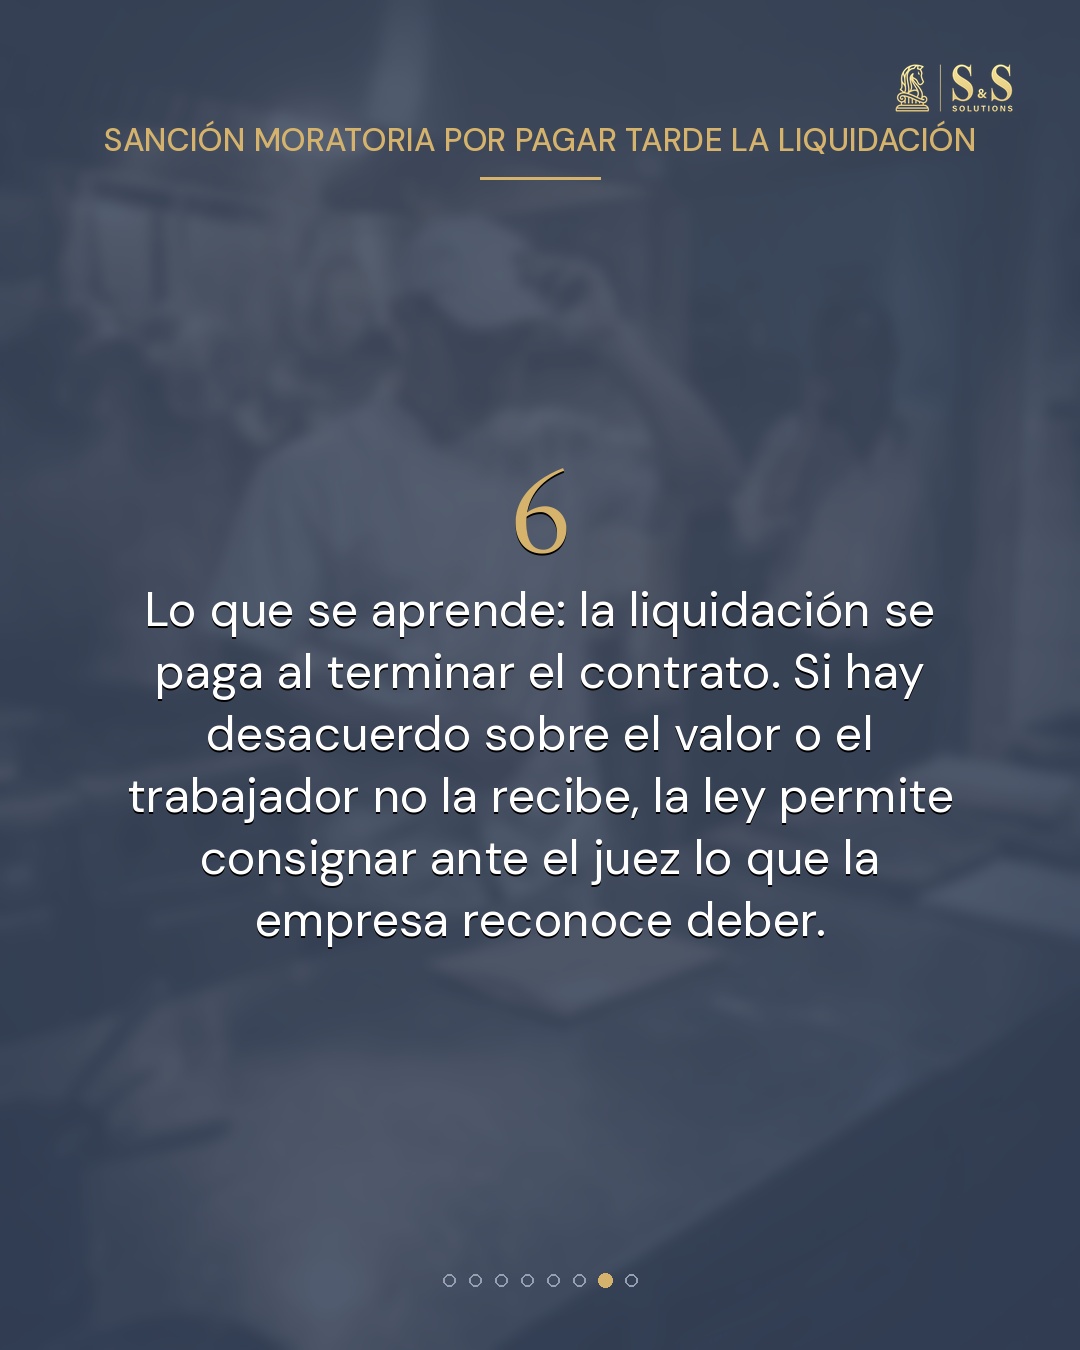 S&S
SOLUTIONS
SANCIÓN MORATORIA POR PAGAR TARDE LA LIQUIDACIÓN
6
Lo que se aprende: la liquidación se
paga al terminar el contrato. Si hay
desacuerdo sobre el valor o el
trabajador no la recibe, la ley permite
consignar ante el juez lo que la
empresa reconoce deber.